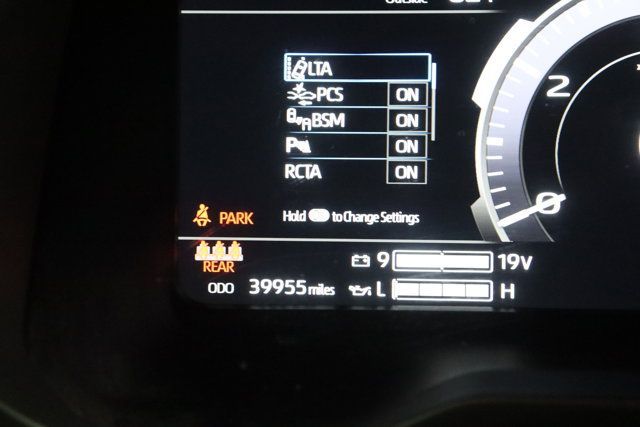 LTA
PCS ON
BSM ON
P ON
RCTA ON
PARK Hold to Change Settings
REAR
9 19V
ODO 39955 miles L H
2
0